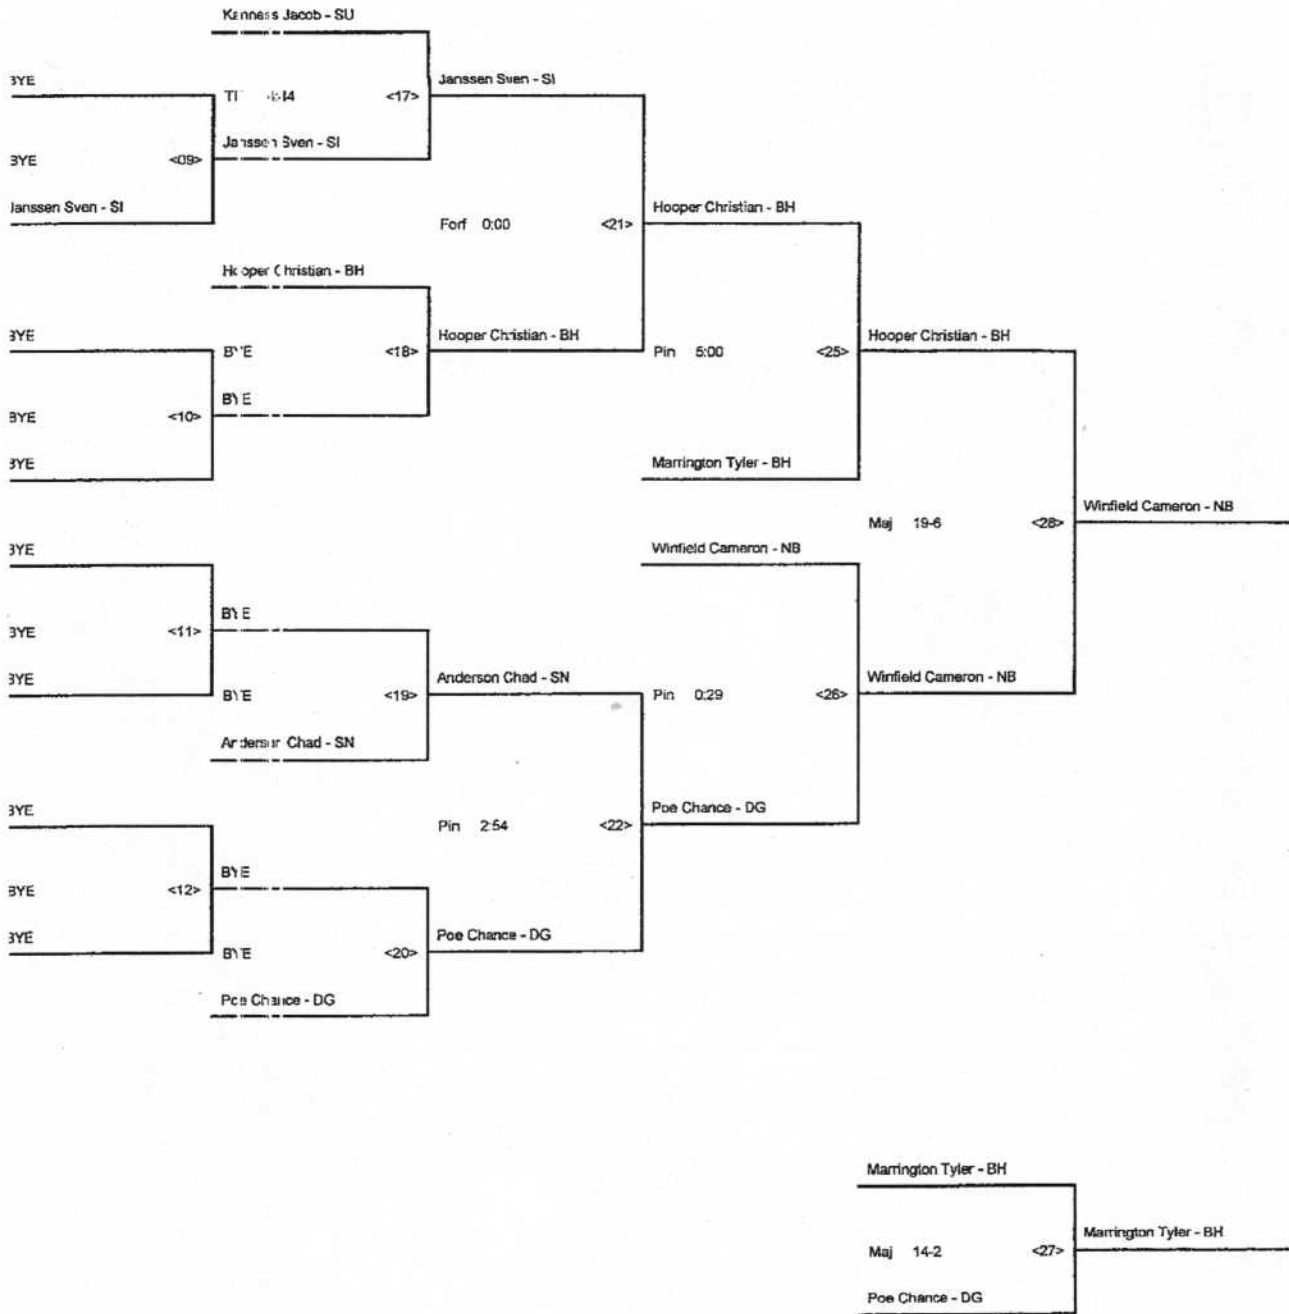 Kanness Jacob - SU
BYE
Janssen Sven - SI
4:44 <17>
Janssen Sven - SI
BYE <09>
Janssen Sven - SI
Hooper Christian - BH
Forf 0:00 <21>
Hooper Christian - BH
BYE
Hooper Christian - BH
Hooper Christian - BH
BYE <18>
Pin 5:00 <25>
BYE
BYE <10>
BYE
Marrington Tyler - BH
Winfield Cameron - NB
Maj 19-6 <28>
BYE
Winfield Cameron - NB
BYE
BYE <11>
BYE
Anderson Chad - SN
Winfield Cameron - NB
BYE <19>
Pin 0:29 <26>
Anderson Chad - SN
BYE
Poe Chance - DG
Pin 2:54 <22>
BYE
BYE <12>
BYE
Poe Chance - DG
BYE <20>
Poe Chance - DG
Marrington Tyler - BH
Marrington Tyler - BH
Maj 14-2 <27>
Poe Chance - DG